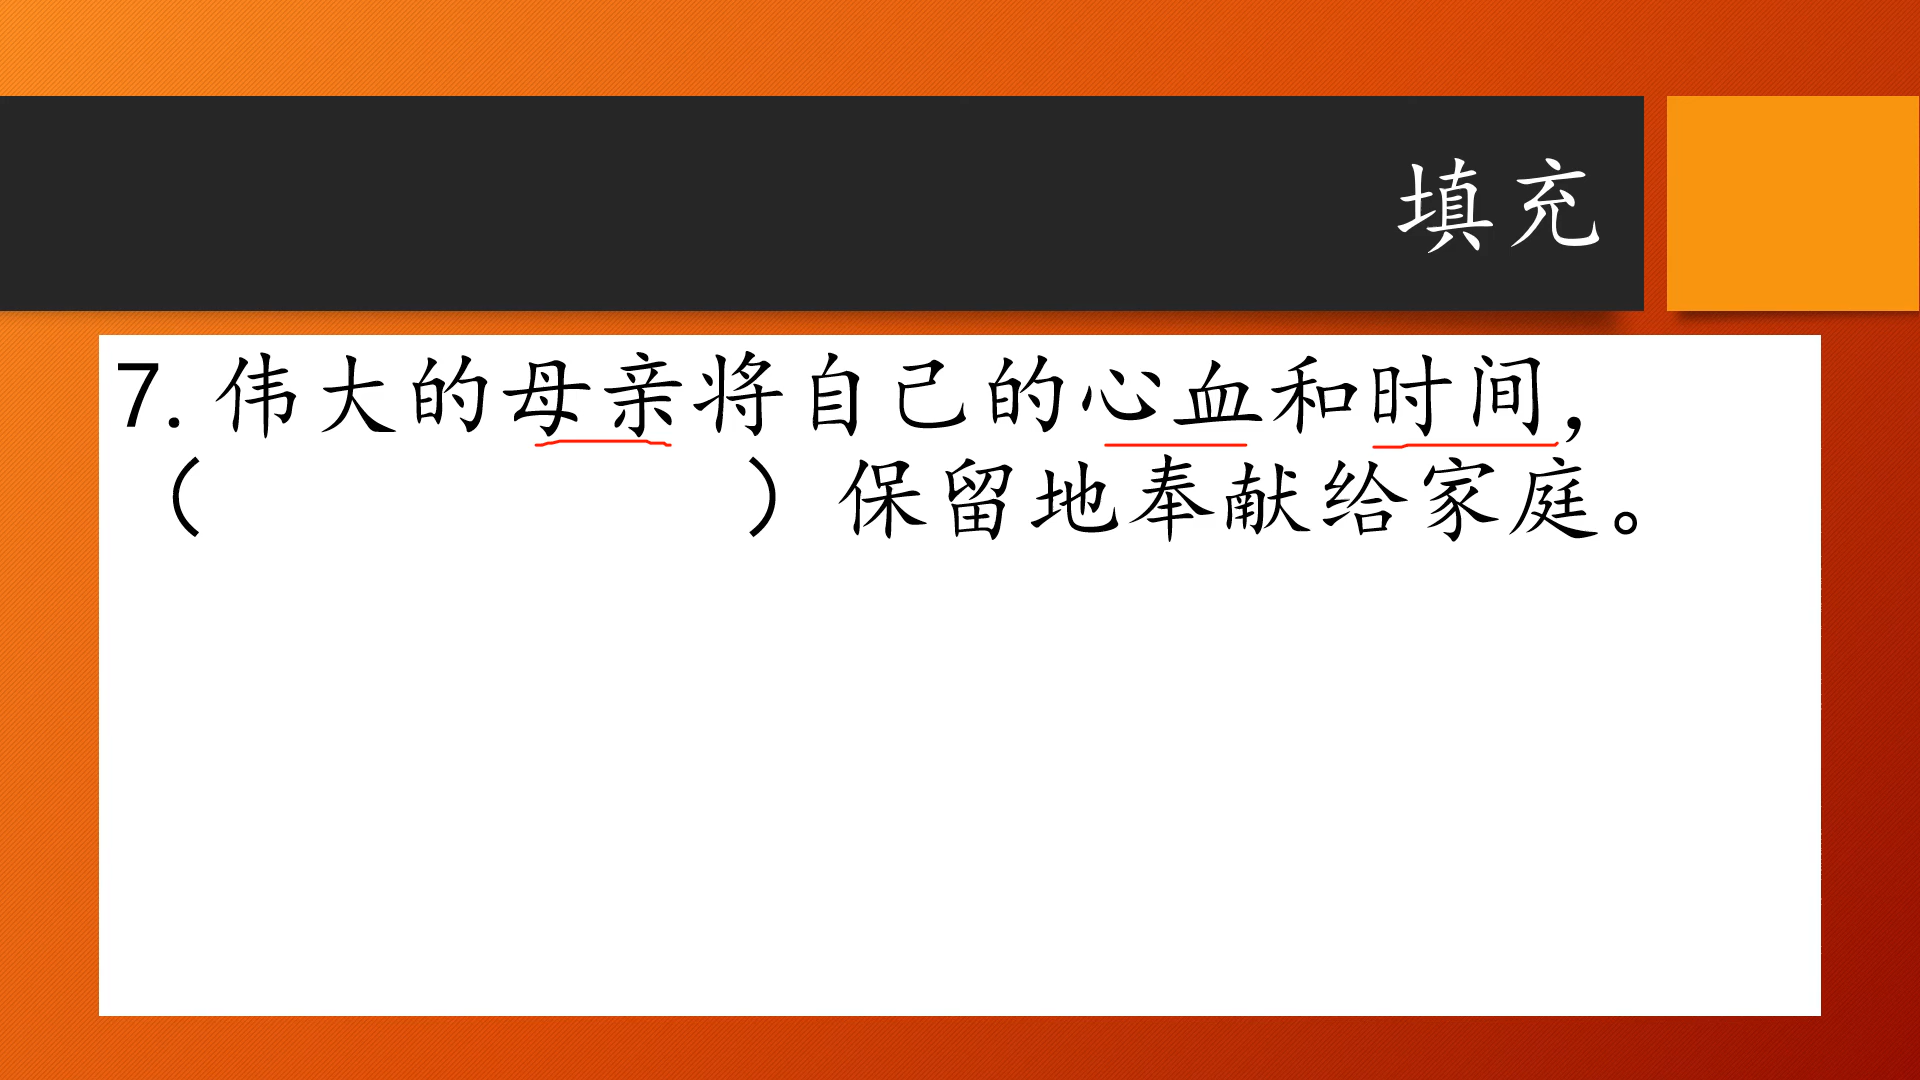 填充
7. 伟大的母亲将自己的心血和时间，
（　　　　　）保留地奉献给家庭。